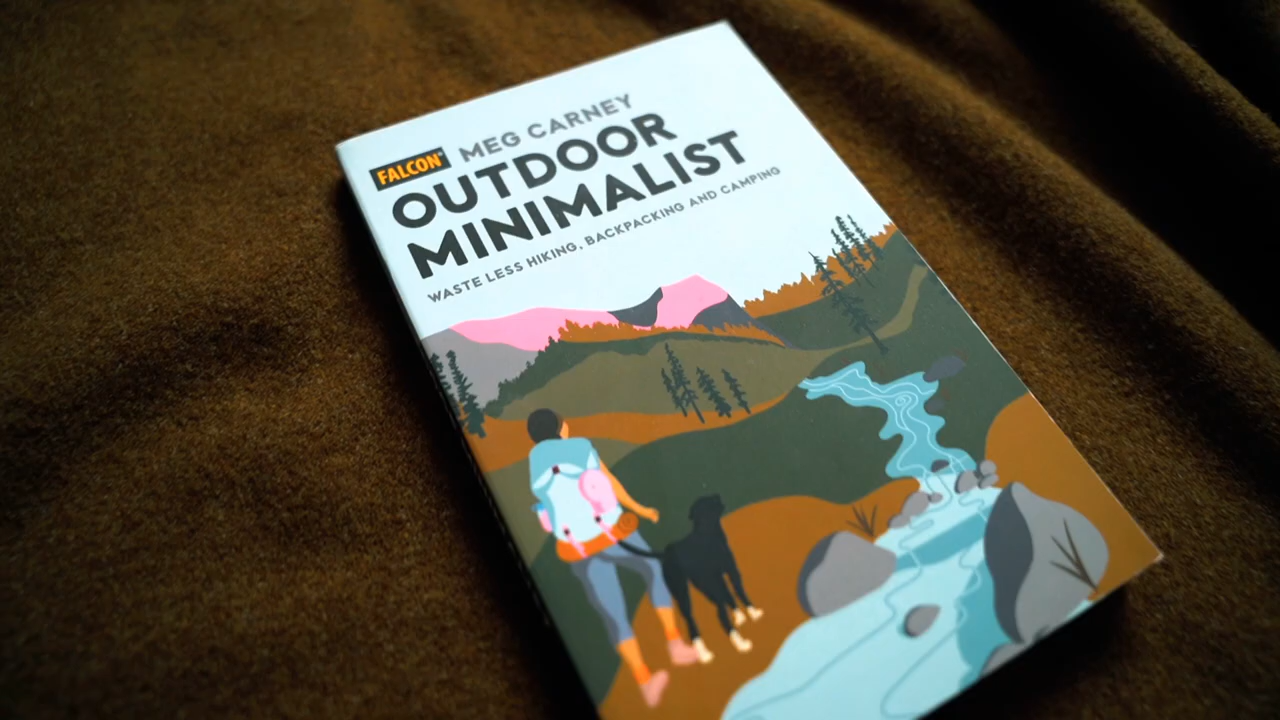 FALCON®
MEG CARNEY
OUTDOOR
MINIMALIST
WASTE LESS HIKING, BACKPACKING AND CAMPING